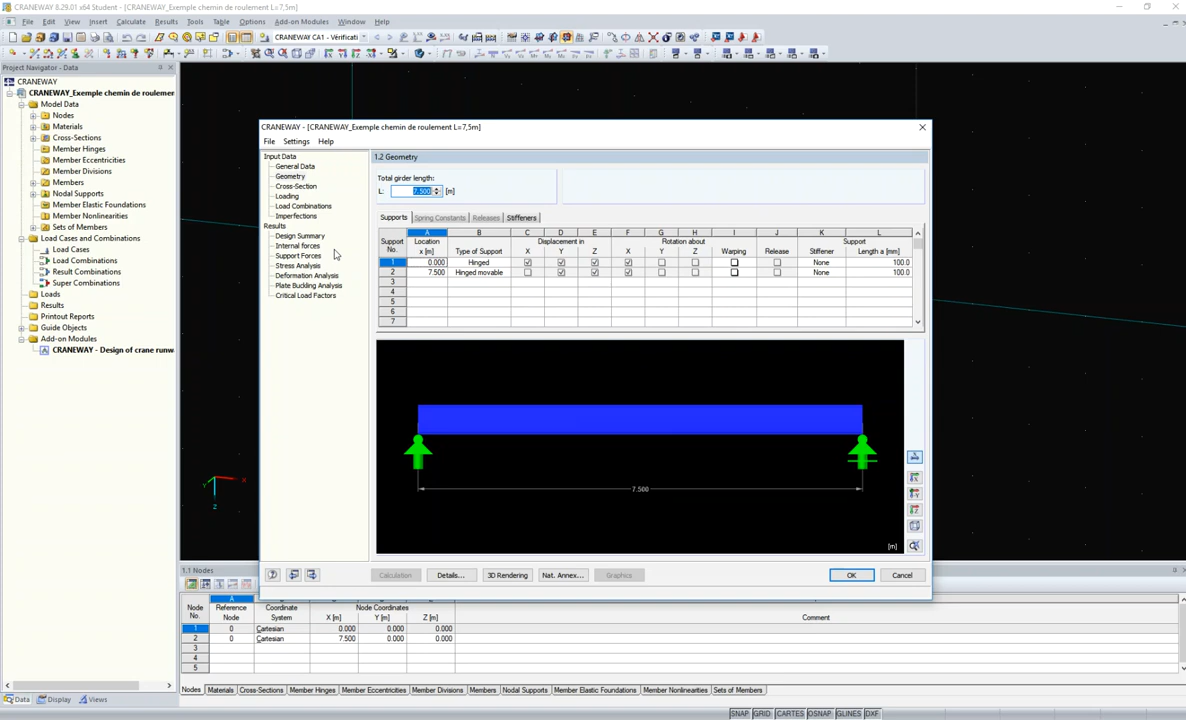 CRANEWAY 8.29.01 x64 Student - [CRANEWAY_Exemple chemin de roulement L=7,5m]
File Edit View Insert Calculate Results Tools Table Options Add-on Modules Window Help
CRANEWAY CA1 - Vérificati
Project Navigator - Data
CRANEWAY
CRANEWAY_Exemple chemin de roulemen
Model Data
Nodes
Materials
Cross-Sections
Member Hinges
Member Eccentricities
Member Divisions
Members
Nodal Supports
Member Elastic Foundations
Member Nonlinearities
Sets of Members
Load Cases and Combinations
Load Cases
Load Combinations
Result Combinations
Super Combinations
Loads
Results
Printout Reports
Guide Objects
Add-on Modules
CRANEWAY - Design of crane runw
Data Display Views
CRANEWAY - [CRANEWAY_Exemple chemin de roulement L=7,5m]
File Settings Help
Input Data
General Data
Geometry
Cross-Section
Loading
Load Combinations
Imperfections
Results
Design Summary
Internal forces
Support Forces
Stress Analysis
Deformation Analysis
Plate Buckling Analysis
Critical Load Factors
1.2 Geometry
Total girder length:
L: 7.500 [m]
Supports Spring Constants Releases Stiffeners
A B C D E F G H I J K L
Support No. Location x [m] Type of Support Displacement in X Y Z Rotation about X Y Z Warping Release Stiffener Support Length a [mm]
1 0.000 Hinged None 100.0
2 7.500 Hinged movable None 100.0
3
4
5
6
7
7.500
[m]
Calculation Details... 3D Rendering Nat. Annex... Graphics OK Cancel
X
Y
Z
1.1 Nodes
A
Node No. Reference Node Coordinate System Node Coordinates X [m] Y [m] Z [m] Comment
1 0 Cartesian 0.000 0.000 0.000
2 0 Cartesian 7.500 0.000 0.000
3
4
5
Nodes Materials Cross-Sections Member Hinges Member Eccentricities Member Divisions Members Nodal Supports Member Elastic Foundations Member Nonlinearities Sets of Members
SNAP GRID CARTES OSNAP GLINES DXF